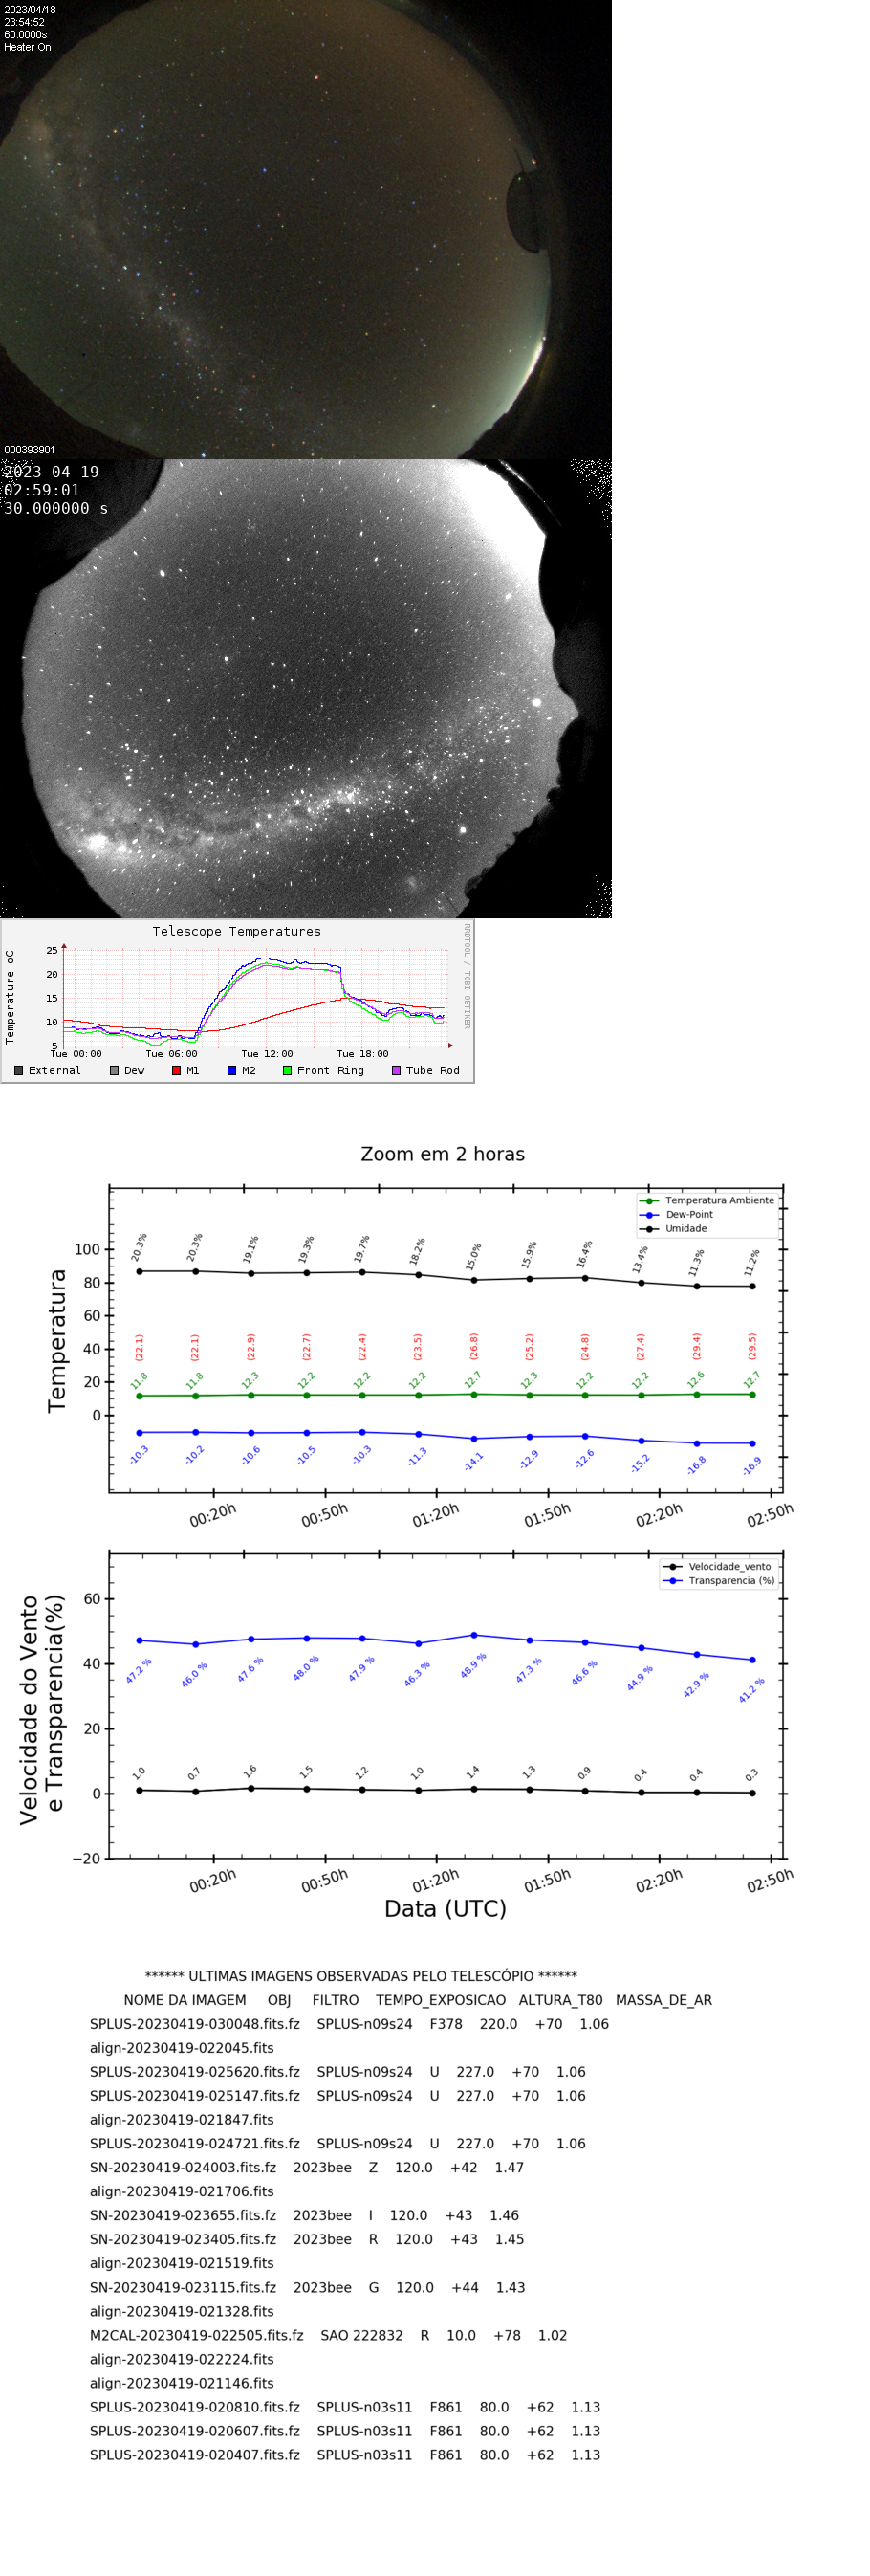 2023/04/18
23:54:52
60.0000s
Heater On
000393901
2023-04-19
02:59:01
30.000000 s
Telescope Temperatures
RRDTOOL / TOBI OETIKER
Temperature oC
25
20
15
10
5
Tue 00:00 Tue 06:00 Tue 12:00 Tue 18:00
External Dew M1 M2 Front Ring Tube Rod
Zoom em 2 horas
Temperatura Ambiente
Dew-Point
Umidade
Temperatura
100
80
60
40
20
0
20.3% 20.3% 19.1% 19.3% 19.7% 18.2% 15.0% 15.9% 16.4% 13.4% 11.3% 11.2%
(22.1) (22.1) (22.9) (22.7) (22.4) (23.5) (26.8) (25.2) (24.8) (27.4) (29.4) (29.5)
11.8 11.8 12.3 12.2 12.2 12.2 12.7 12.3 12.2 12.2 12.6 12.7
-10.3 -10.2 -10.6 -10.5 -10.3 -11.3 -14.1 -12.9 -12.6 -15.2 -16.8 -16.9
00:20h 00:50h 01:20h 01:50h 02:20h 02:50h
Velocidade_vento
Transparencia (%)
Velocidade do Vento
e Transparencia(%)
60
40
20
0
−20
47.2 % 46.0 % 47.6 % 48.0 % 47.9 % 46.3 % 48.9 % 47.3 % 46.6 % 44.9 % 42.9 % 41.2 %
1.0 0.7 1.6 1.5 1.2 1.0 1.4 1.3 0.9 0.4 0.4 0.3
00:20h 00:50h 01:20h 01:50h 02:20h 02:50h
Data (UTC)
****** ULTIMAS IMAGENS OBSERVADAS PELO TELESCÓPIO ******
NOME DA IMAGEM OBJ FILTRO TEMPO_EXPOSICAO ALTURA_T80 MASSA_DE_AR
SPLUS-20230419-030048.fits.fz SPLUS-n09s24 F378 220.0 +70 1.06
align-20230419-022045.fits
SPLUS-20230419-025620.fits.fz SPLUS-n09s24 U 227.0 +70 1.06
SPLUS-20230419-025147.fits.fz SPLUS-n09s24 U 227.0 +70 1.06
align-20230419-021847.fits
SPLUS-20230419-024721.fits.fz SPLUS-n09s24 U 227.0 +70 1.06
SN-20230419-024003.fits.fz 2023bee Z 120.0 +42 1.47
align-20230419-021706.fits
SN-20230419-023655.fits.fz 2023bee I 120.0 +43 1.46
SN-20230419-023405.fits.fz 2023bee R 120.0 +43 1.45
align-20230419-021519.fits
SN-20230419-023115.fits.fz 2023bee G 120.0 +44 1.43
align-20230419-021328.fits
M2CAL-20230419-022505.fits.fz SAO 222832 R 10.0 +78 1.02
align-20230419-022224.fits
align-20230419-021146.fits
SPLUS-20230419-020810.fits.fz SPLUS-n03s11 F861 80.0 +62 1.13
SPLUS-20230419-020607.fits.fz SPLUS-n03s11 F861 80.0 +62 1.13
SPLUS-20230419-020407.fits.fz SPLUS-n03s11 F861 80.0 +62 1.13